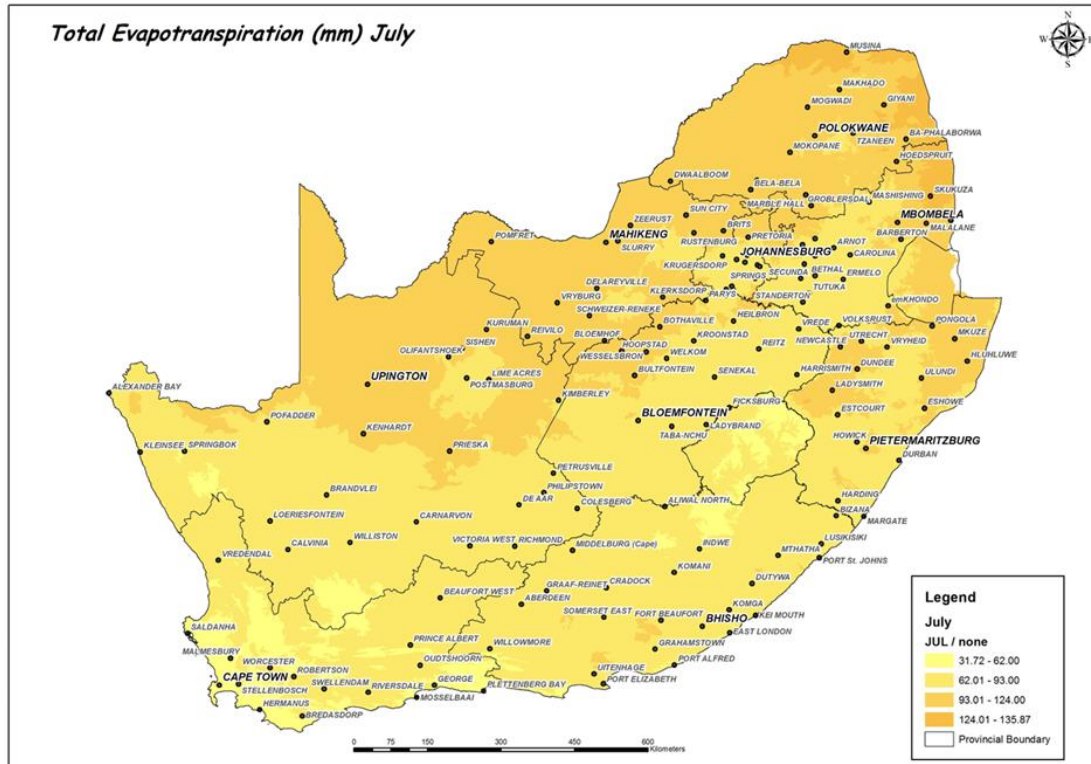 Total Evapotranspiration (mm) July
N
W E
S
MUSINA
MAKHADO
MOGWADI
GIYANI
POLOKWANE
TZANEEN
BA-PHALABORWA
MOKOPANE
HOEDSPRUIT
DWAALBOOM
BELA-BELA
MASHISHING
SKUKUZA
GROBLERSDAL
MARBLE HALL
SUN CITY
MBOMBELA
ZEERUST
BRITS
MALALANE
MAHIKENG
PRETORIA
BARBERTON
POMFRET
SLURRY
RUSTENBURG
ARNOT
JOHANNESBURG
CAROLINA
KRUGERSDORP
SECUNDA
BETHAL
SPRINGS
ERMELO
DELAREYVILLE
TUTUKA
KLERKSDORP
PARYS
STANDERTON
VRYBURG
emKHONDO
SCHWEIZER-RENEKE
HEILBRON
VOLKSRUST
PONGOLA
BOTHAVILLE
VREDE
KURUMAN
REIVILO
MKUZE
BLOEMHOF
KROONSTAD
NEWCASTLE
UTRECHT
SISHEN
HOOPSTAD
REITZ
VRYHEID
OLIFANTSHOEK
WESSELSBRON
WELKOM
DUNDEE
HLUHLUWE
LIME ACRES
BULTFONTEIN
SENEKAL
HARRISMITH
UPINGTON
ULUNDI
POSTMASBURG
ALEXANDER BAY
LADYSMITH
KIMBERLEY
FICKSBURG
ESHOWE
POFADDER
BLOEMFONTEIN
ESTCOURT
LADYBRAND
KENHARDT
TABA-NCHU
HOWICK
PIETERMARITZBURG
KLEINSEE
SPRINGBOK
PRIESKA
DURBAN
PETRUSVILLE
PHILIPSTOWN
BRANDVLEI
DE AAR
ALIWAL NORTH
HARDING
COLESBERG
BIZANA
LOERIESFONTEIN
CARNARVON
MARGATE
LUSIKISIKI
WILLISTON
CALVINIA
VICTORIA WEST
RICHMOND
MIDDELBURG (Cape)
INDWE
MTHATHA
VREDENDAL
PORT St. JOHNS
KOMANI
GRAAF-REINET
CRADOCK
DUTYWA
BEAUFORT WEST
ABERDEEN
SOMERSET EAST
FORT BEAUFORT
KOMGA
KEI MOUTH
BHISHO
SALDANHA
EAST LONDON
PRINCE ALBERT
WILLOWMORE
GRAHAMSTOWN
MALMESBURY
WORCESTER
OUDTSHOORN
PORT ALFRED
ROBERTSON
UITENHAGE
CAPE TOWN
GEORGE
PORT ELIZABETH
STELLENBOSCH
SWELLENDAM
RIVERSDALE
PLETTENBERG BAY
MOSSELBAAI
HERMANUS
BREDASDORP
0 75 150 300 450 600
Kilometers
Legend
July
JUL / none
31.72 - 62.00
62.01 - 93.00
93.01 - 124.00
124.01 - 135.87
Provincial Boundary